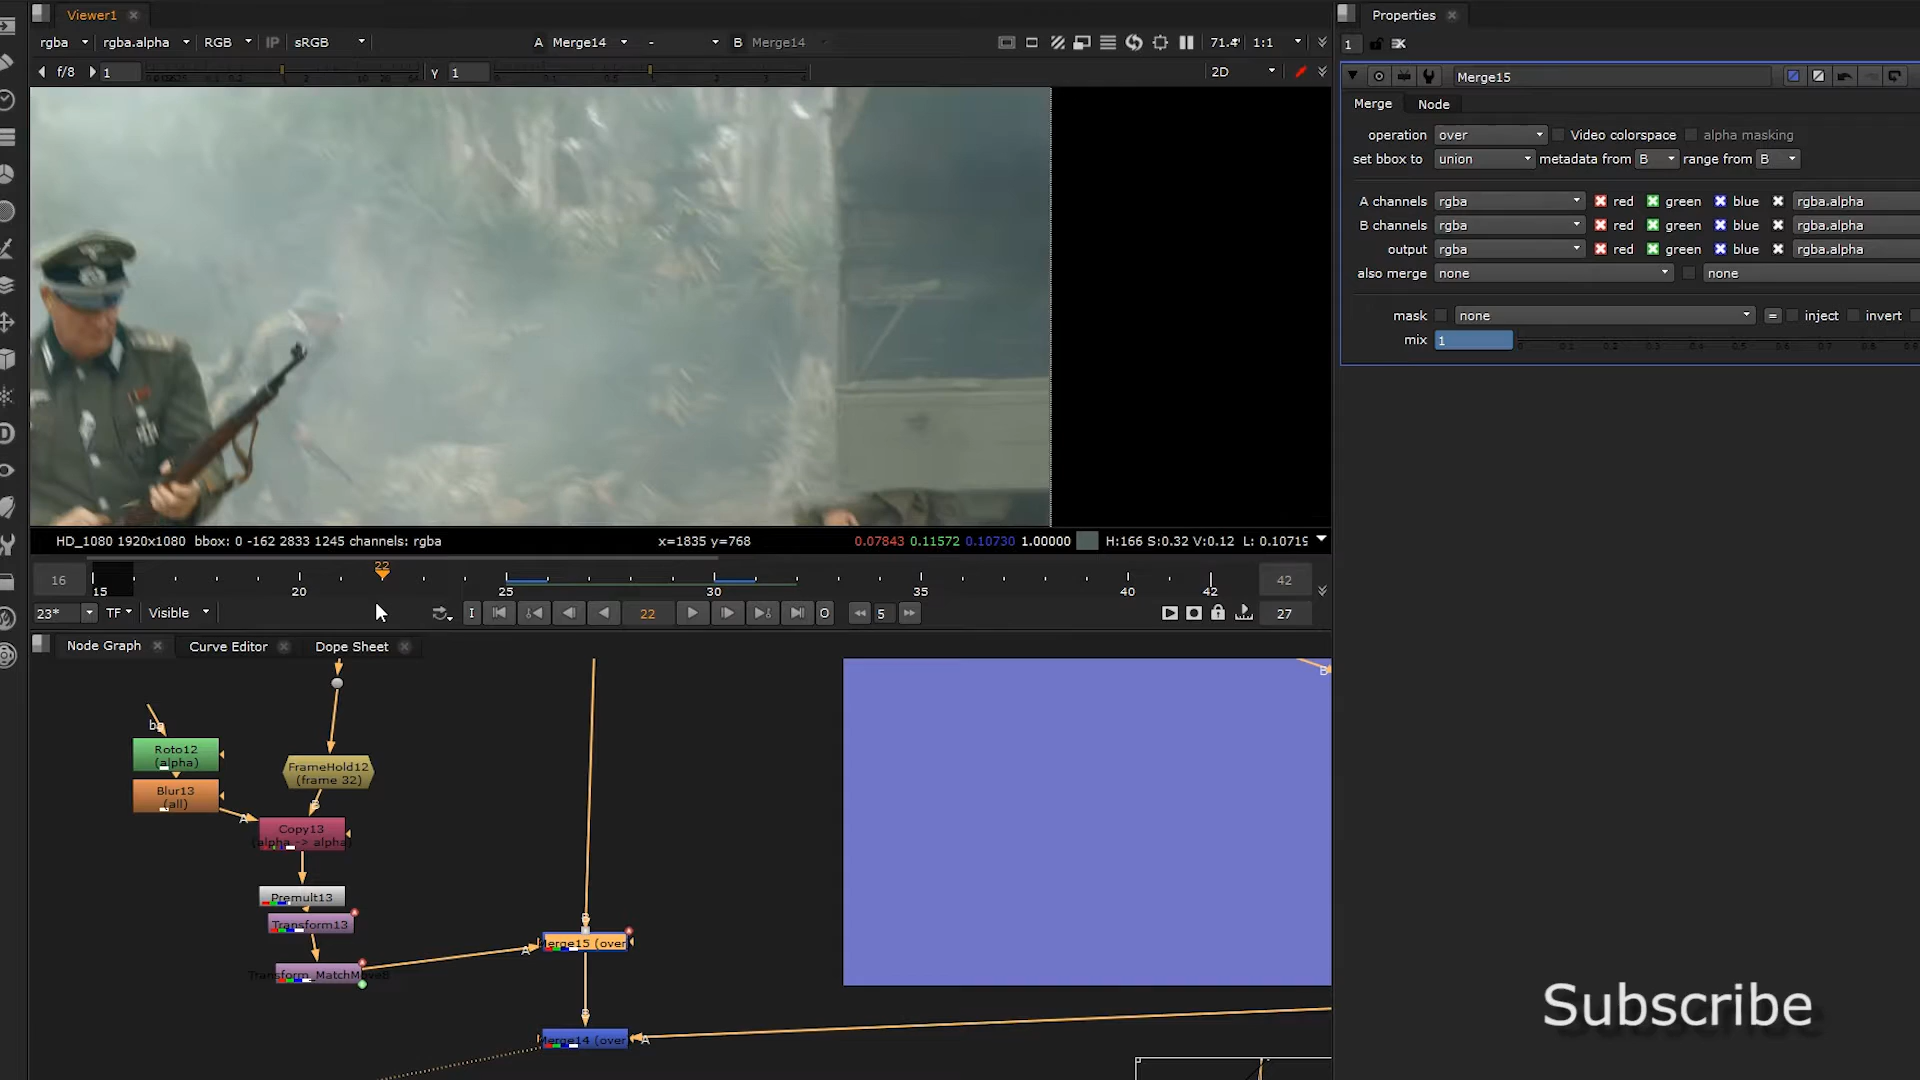 Viewer1
Properties
rgba rgba.alpha RGB IP sRGB A Merge14 - B Merge14 1:1
1
f/8 1 γ 1 2D
Merge15
Merge Node
operation over Video colorspace alpha masking
set bbox to union metadata from B range from B
A channels rgba red green blue rgba.alpha
B channels rgba red green blue rgba.alpha
output rgba red green blue rgba.alpha
also merge none none
mask none = inject invert
mix 1
HD_1080 1920x1080 bbox: 0 -162 2833 1245 channels: rgba x=1835 y=768 0.07843 0.11572 0.10730 1.00000 H:166 S:0.32 V:0.12 L: 0.10719
16 15 20 22 25 30 35 40 42 42
23* TF Visible I 22 O 5 27
Node Graph Curve Editor Dope Sheet
B
bg
Roto12
(alpha)
FrameHold12
(frame 32)
Blur13
(all)
B
A
Copy13
(alpha -> alpha)
Premult13
B
Transform13
Merge15 (over
A
Transform_MatchMove
B
Merge14 (over
A
Subscribe